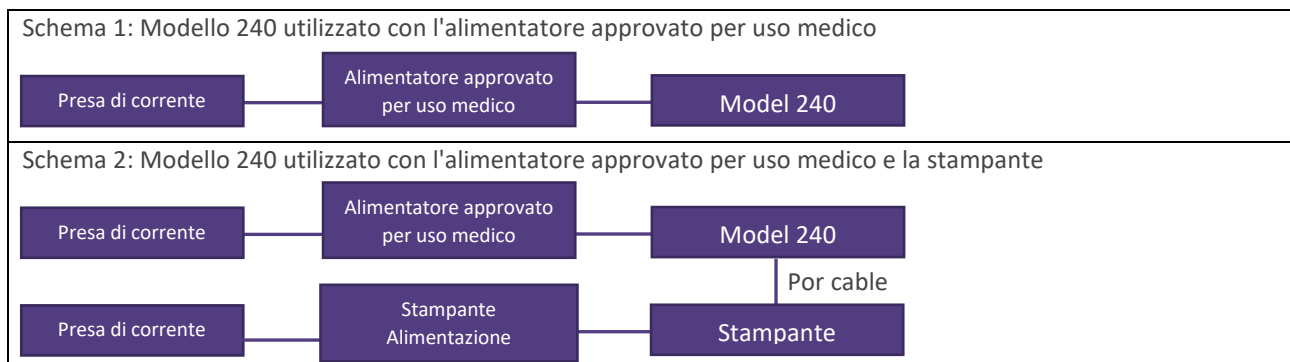 Schema 1: Modello 240 utilizzato con l'alimentatore approvato per uso medico
Presa di corrente
Alimentatore approvato
per uso medico
Model 240
Schema 2: Modello 240 utilizzato con l'alimentatore approvato per uso medico e la stampante
Presa di corrente
Alimentatore approvato
per uso medico
Model 240
Por cable
Presa di corrente
Stampante
Alimentazione
Stampante